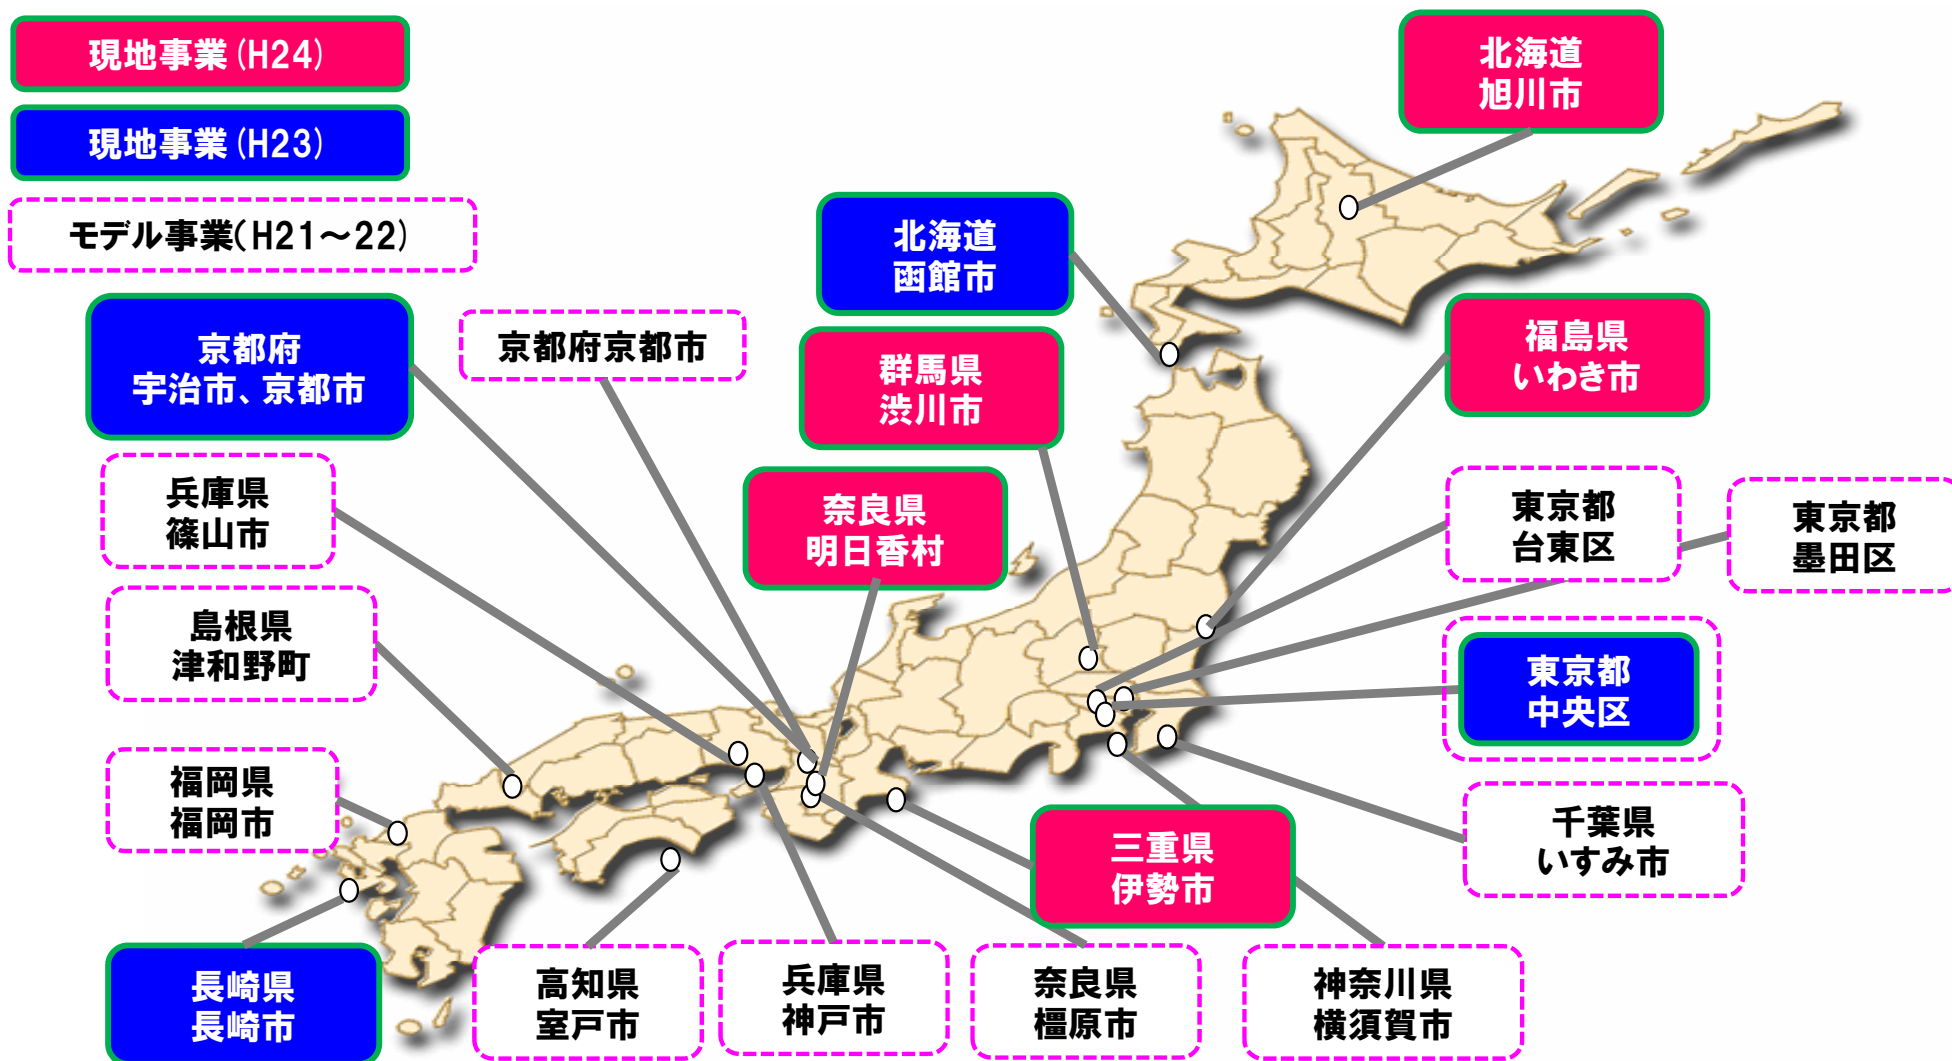 現地事業(H24)
現地事業(H23)
モデル事業(H21～22)
北海道
旭川市
北海道
函館市
京都府
宇治市、京都市
京都府京都市
群馬県
渋川市
福島県
いわき市
兵庫県
篠山市
奈良県
明日香村
東京都
台東区
東京都
墨田区
島根県
津和野町
東京都
中央区
福岡県
福岡市
三重県
伊勢市
千葉県
いすみ市
長崎県
長崎市
高知県
室戸市
兵庫県
神戸市
奈良県
橿原市
神奈川県
横須賀市